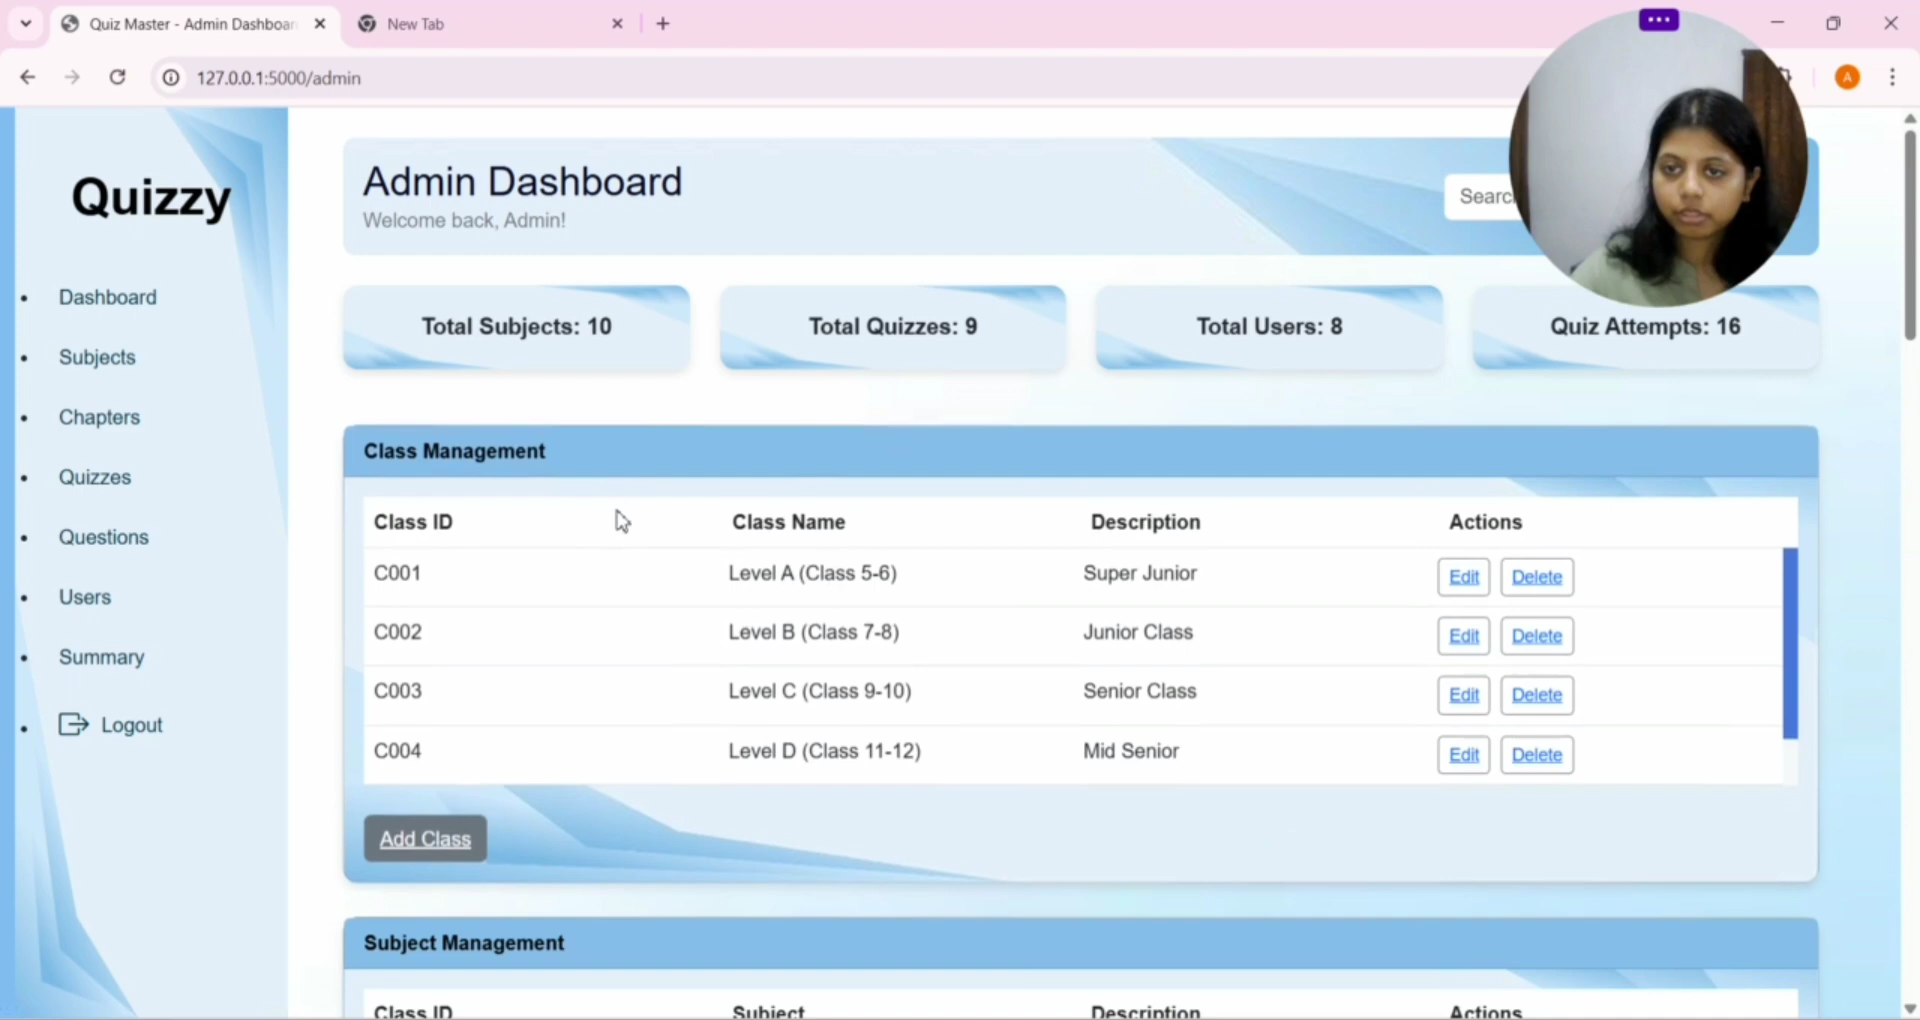 Quiz Master - Admin Dashboar
New Tab
127.0.0.1:5000/admin
A
Quizzy
Dashboard
Subjects
Chapters
Quizzes
Questions
Users
Summary
Logout
Admin Dashboard
Welcome back, Admin!
Searc
Total Subjects: 10
Total Quizzes: 9
Total Users: 8
Quiz Attempts: 16
Class Management
Class ID Class Name Description Actions
C001 Level A (Class 5-6) Super Junior Edit Delete
C002 Level B (Class 7-8) Junior Class Edit Delete
C003 Level C (Class 9-10) Senior Class Edit Delete
C004 Level D (Class 11-12) Mid Senior Edit Delete
Add Class
Subject Management
Class ID Subject Description Actions